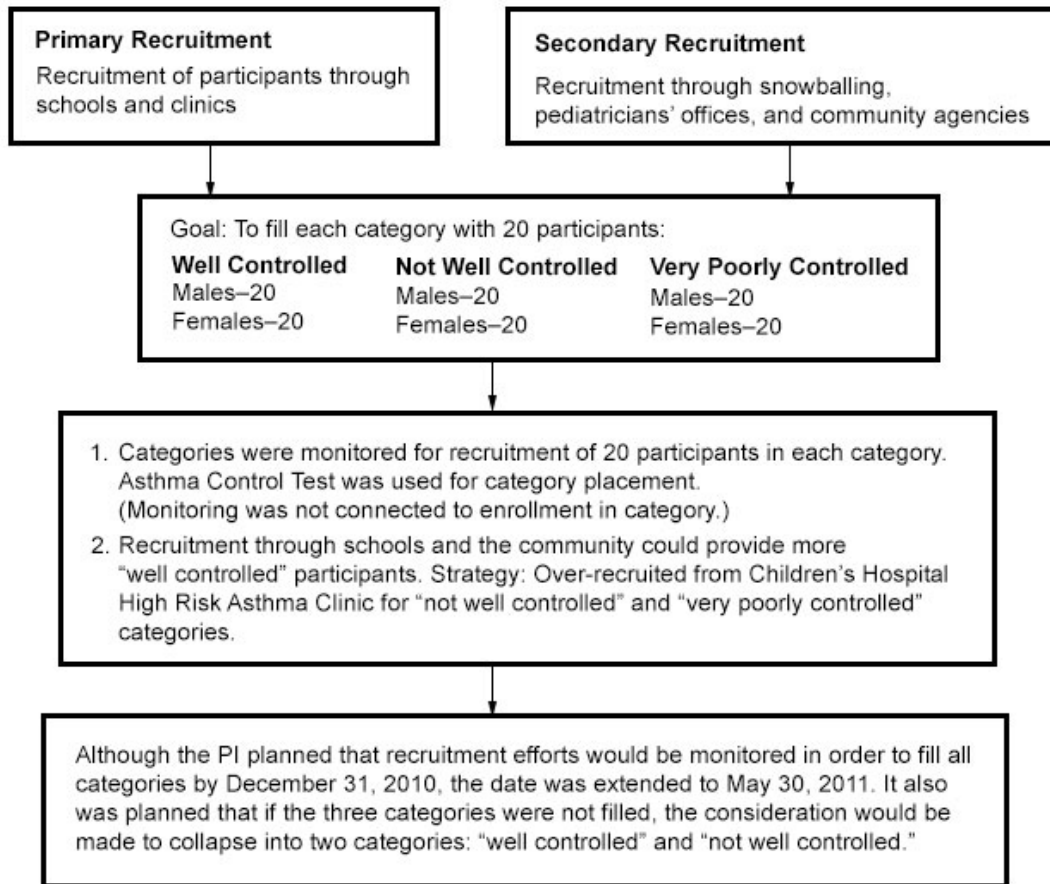 Primary Recruitment
Recruitment of participants through
schools and clinics
Secondary Recruitment
Recruitment through snowballing,
pediatricians' offices, and community agencies
Goal: To fill each category with 20 participants:
Well Controlled
Males–20
Females–20
Not Well Controlled
Males–20
Females–20
Very Poorly Controlled
Males–20
Females–20
1. Categories were monitored for recruitment of 20 participants in each category.
Asthma Control Test was used for category placement.
(Monitoring was not connected to enrollment in category.)
2. Recruitment through schools and the community could provide more
“well controlled” participants. Strategy: Over-recruited from Children’s Hospital
High Risk Asthma Clinic for “not well controlled” and “very poorly controlled”
categories.
Although the PI planned that recruitment efforts would be monitored in order to fill all
categories by December 31, 2010, the date was extended to May 30, 2011. It also
was planned that if the three categories were not filled, the consideration would be
made to collapse into two categories: “well controlled” and “not well controlled.”